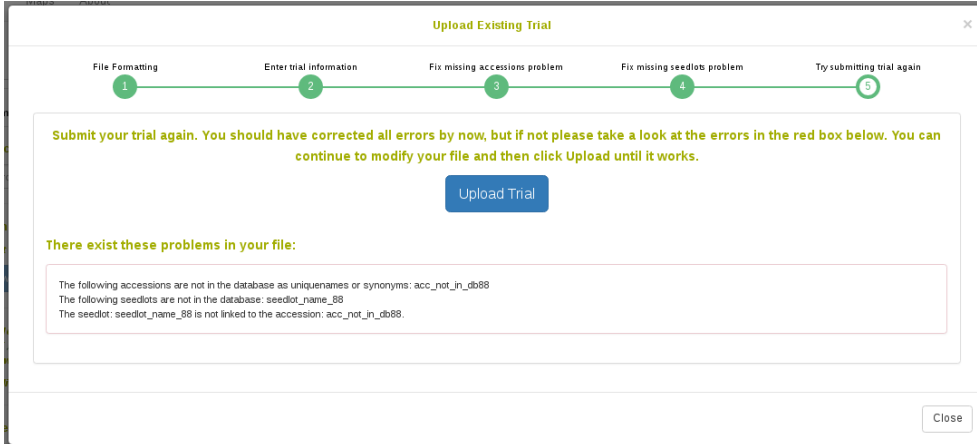 Maps About
Upload Existing Trial
×
File Formatting
Enter trial information
Fix missing accessions problem
Fix missing seedlots problem
Try submitting trial again
1
2
3
4
5
Submit your trial again. You should have corrected all errors by now, but if not please take a look at the errors in the red box below. You can
continue to modify your file and then click Upload until it works.
Upload Trial
There exist these problems in your file:
The following accessions are not in the database as uniquenames or synonyms: acc_not_in_db88
The following seedlots are not in the database: seedlot_name_88
The seedlot: seedlot_name_88 is not linked to the accession: acc_not_in_db88.
Close